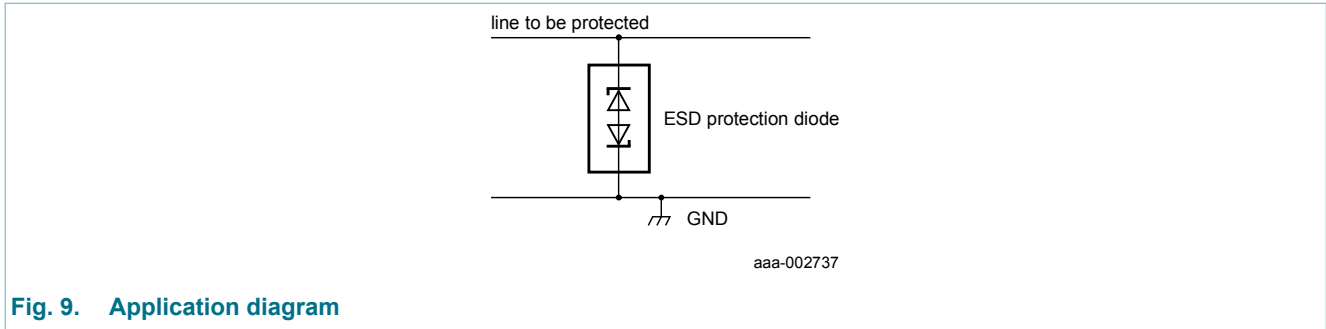 line to be protected
ESD protection diode
GND
aaa-002737
Fig. 9. Application diagram